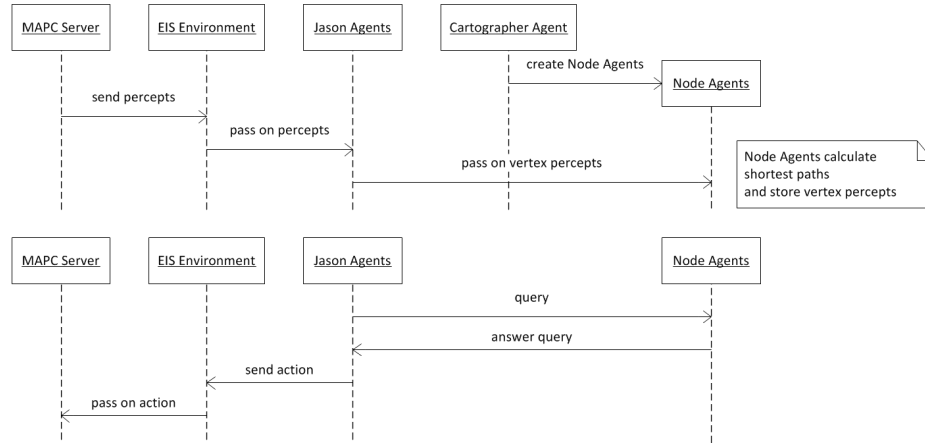 MAPC Server
EIS Environment
Jason Agents
Cartographer Agent
create Node Agents
Node Agents
send percepts
pass on percepts
pass on vertex percepts
Node Agents calculate
shortest paths
and store vertex percepts
MAPC Server
EIS Environment
Jason Agents
Node Agents
query
answer query
send action
pass on action